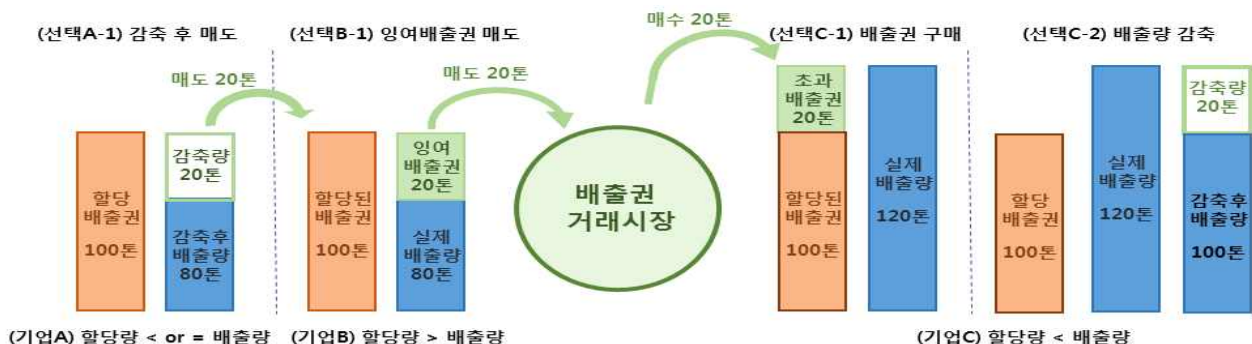 (선택A-1) 감축 후 매도
매도 20톤
할당
배출권
100톤
감축량
20톤
감축후
배출량
80톤
(기업A) 할당량 < or = 배출량
(선택B-1) 잉여배출권 매도
매도 20톤
할당된
배출권
100톤
잉여
배출권
20톤
실제
배출량
80톤
(기업B) 할당량 > 배출량
배출권
거래시장
매수 20톤
(선택C-1) 배출권 구매
초과
배출권
20톤
할당된
배출권
100톤
실제
배출량
120톤
(선택C-2) 배출량 감축
할당
배출권
100톤
실제
배출량
120톤
감축량
20톤
감축후
배출량
100톤
(기업C) 할당량 < 배출량